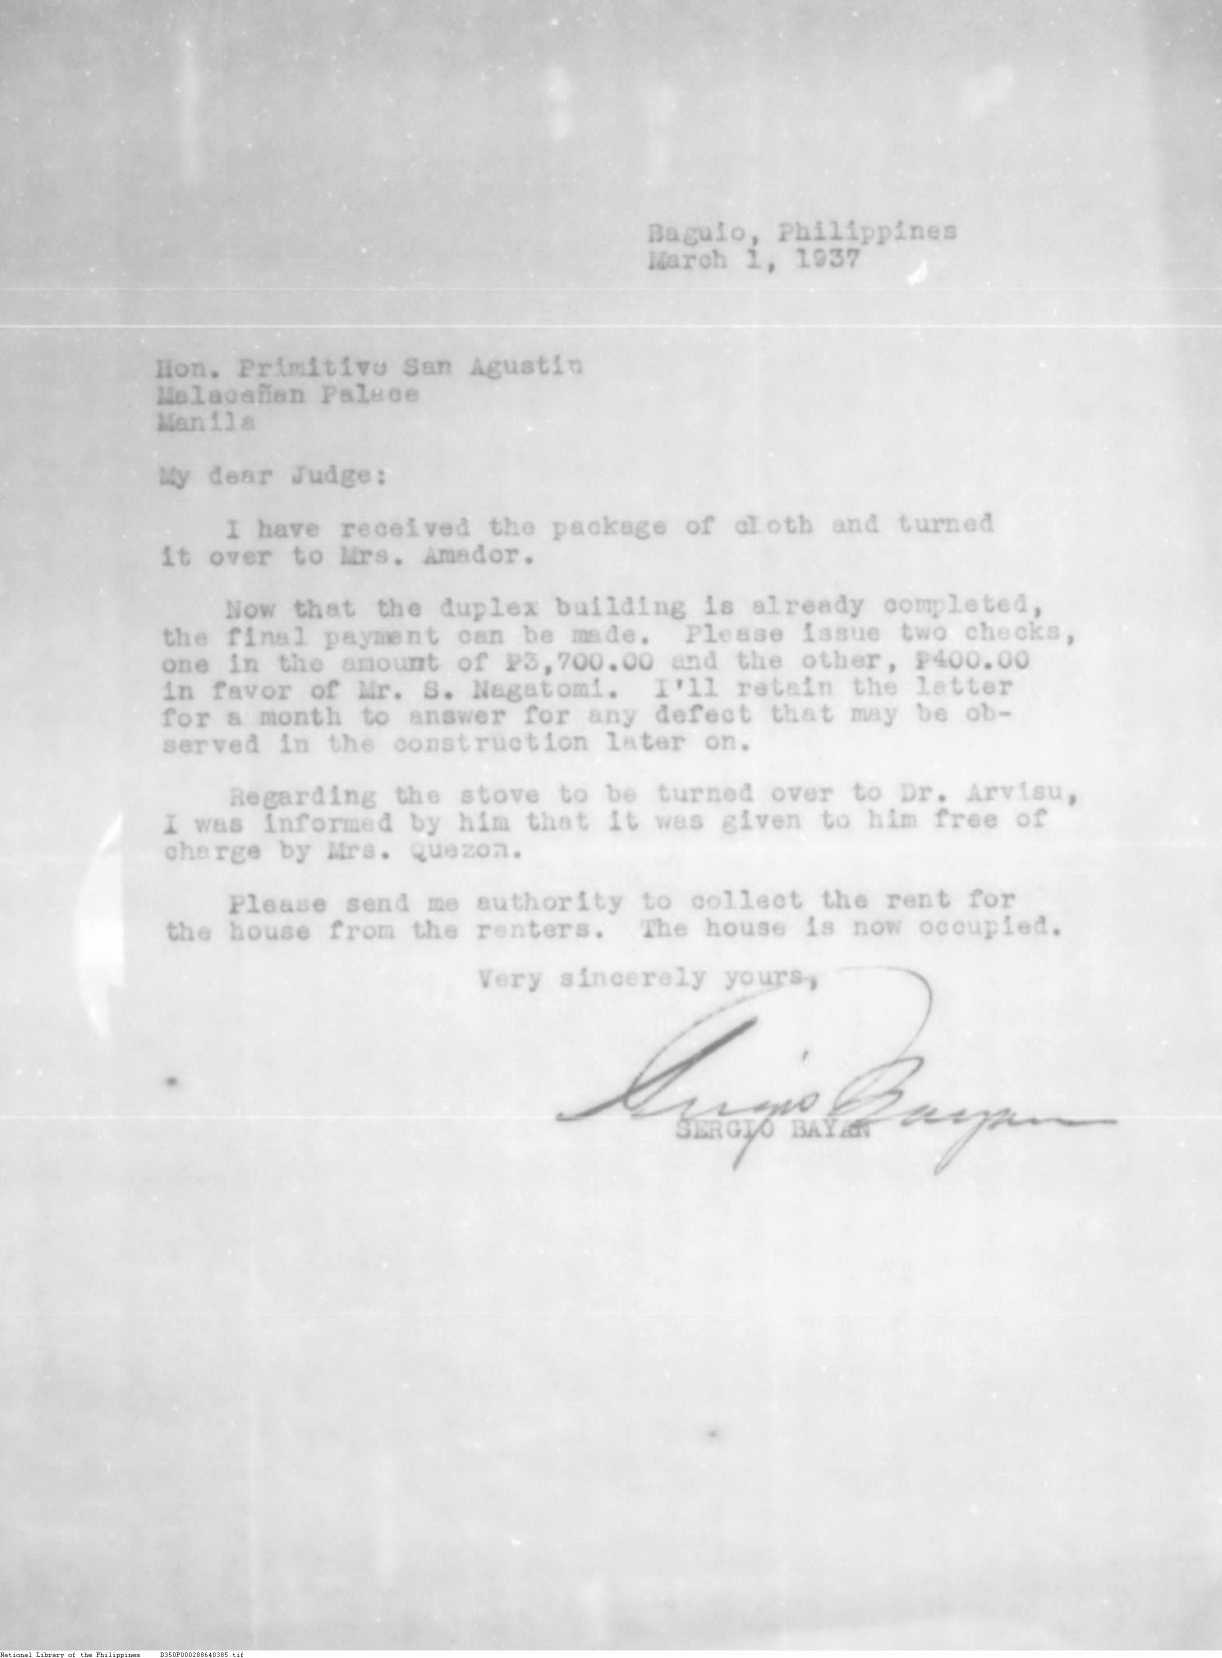 Baguio, Philippines
March 1, 1937
Hon. Primitivo San Agustin
Malacañan Palace
Manila
My dear Judge:
I have received the package of cloth and turned
it over to Mrs. Amador.
Now that the duplex building is already completed,
the final payment can be made. Please issue two checks,
one in the amount of ₱3,700.00 and the other, ₱400.00
in favor of Mr. S. Nagatomi. I'll retain the latter
for a month to answer for any defect that may be ob-
served in the construction later on.
Regarding the stove to be turned over to Dr. Arvisu,
I was informed by him that it was given to him free of
charge by Mrs. Quezon.
Please send me authority to collect the rent for
the house from the renters. The house is now occupied.
Very sincerely yours,
Sergio Bayan
SERGIO BAYAN
National Library of the Philippines D350P000288640385.tif